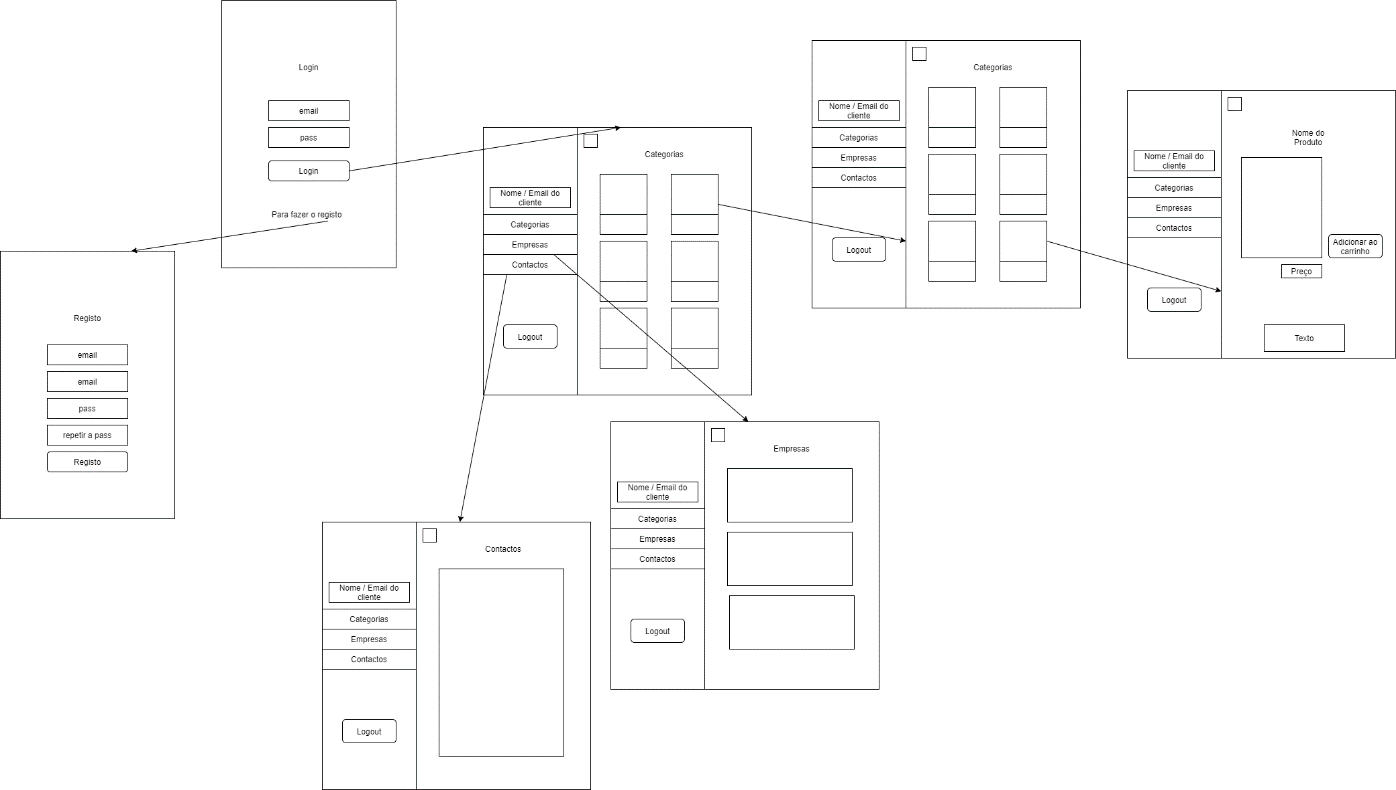 Login
email
pass
Login
Para fazer o registo
Registo
email
email
pass
repetir a pass
Registo
Categorias
Nome / Email do
cliente
Categorias
Empresas
Contactos
Logout
Categorias
Nome / Email do
cliente
Categorias
Empresas
Contactos
Logout
Nome do
Produto
Nome / Email do
cliente
Categorias
Empresas
Contactos
Logout
Adicionar ao
carrinho
Preço
Texto
Empresas
Nome / Email do
cliente
Categorias
Empresas
Contactos
Logout
Contactos
Nome / Email do
cliente
Categorias
Empresas
Contactos
Logout